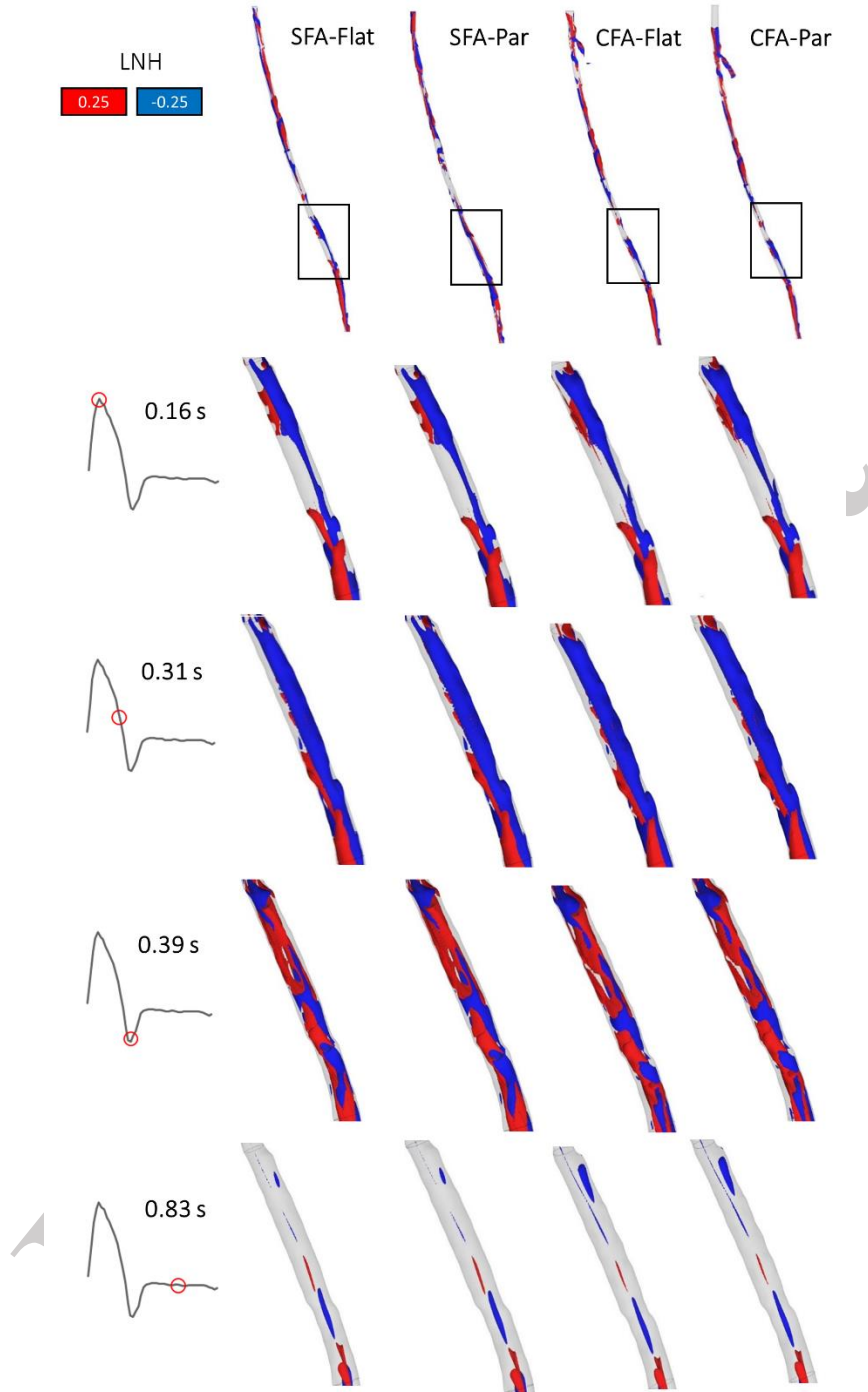 SFA-Flat SFA-Par CFA-Flat CFA-Par
LNH
0.25 -0.25
0.16 s
0.31 s
0.39 s
0.83 s